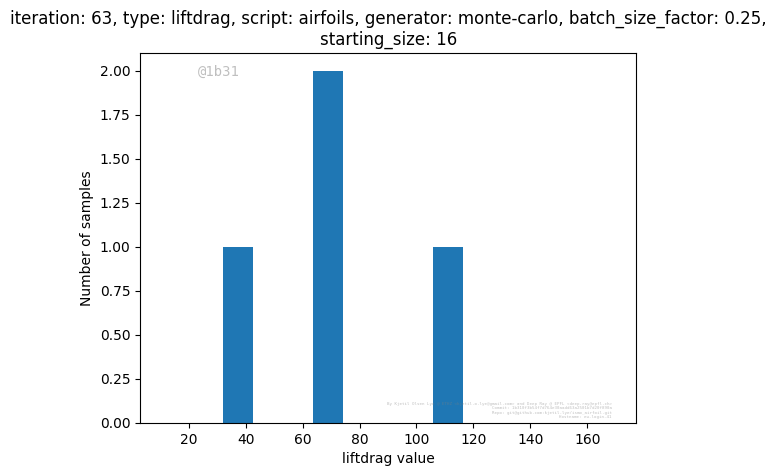 iteration: 63, type: liftdrag, script: airfoils, generator: monte-carlo, batch_size_factor: 0.25,
starting_size: 16
@1b31
2.00
1.75
1.50
1.25
1.00
0.75
0.50
0.25
0.00
Number of samples
20 40 60 80 100 120 140 160
liftdrag value